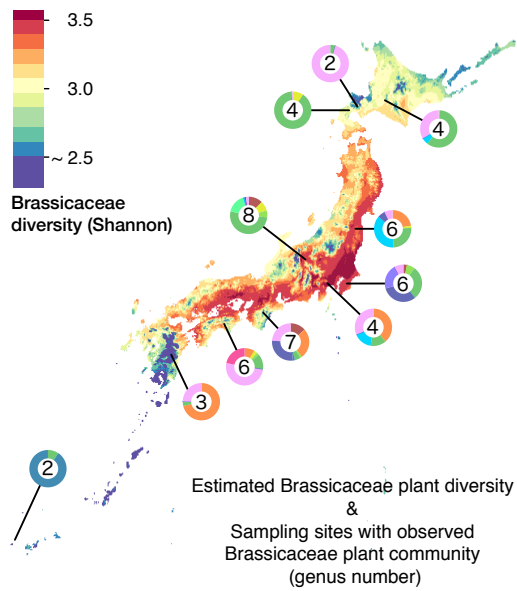 3.5
3.0
~ 2.5
Brassicaceae
diversity (Shannon)
2
4
4
8
6
6
4
7
6
3
2
Estimated Brassicaceae plant diversity
&
Sampling sites with observed
Brassicaceae plant community
(genus number)